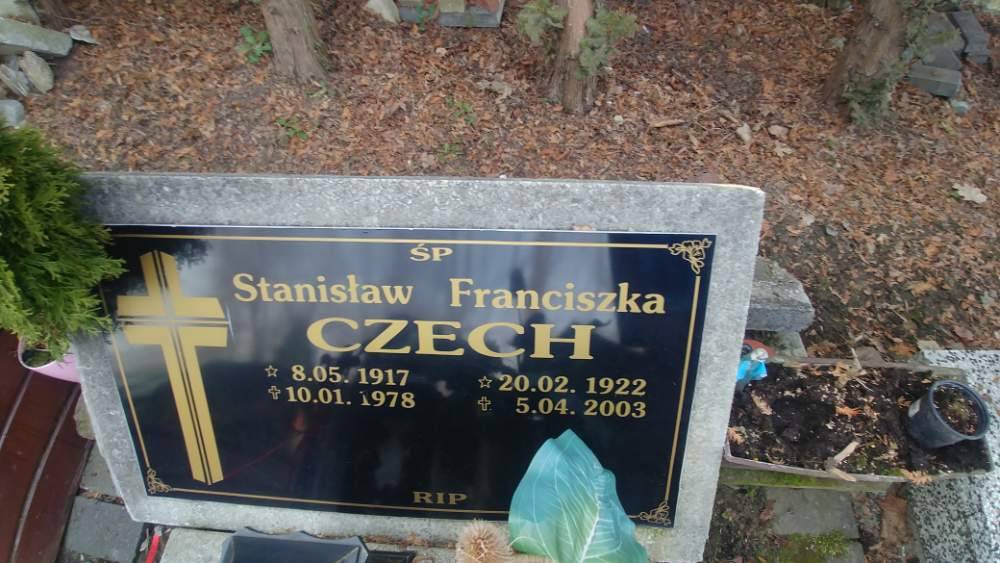 ŚP
Stanisław Franciszka
CZECH
☆ 8.05.1917 ☆ 20.02.1922
✝ 10.01.1978 ✝ 5.04.2003
RIP